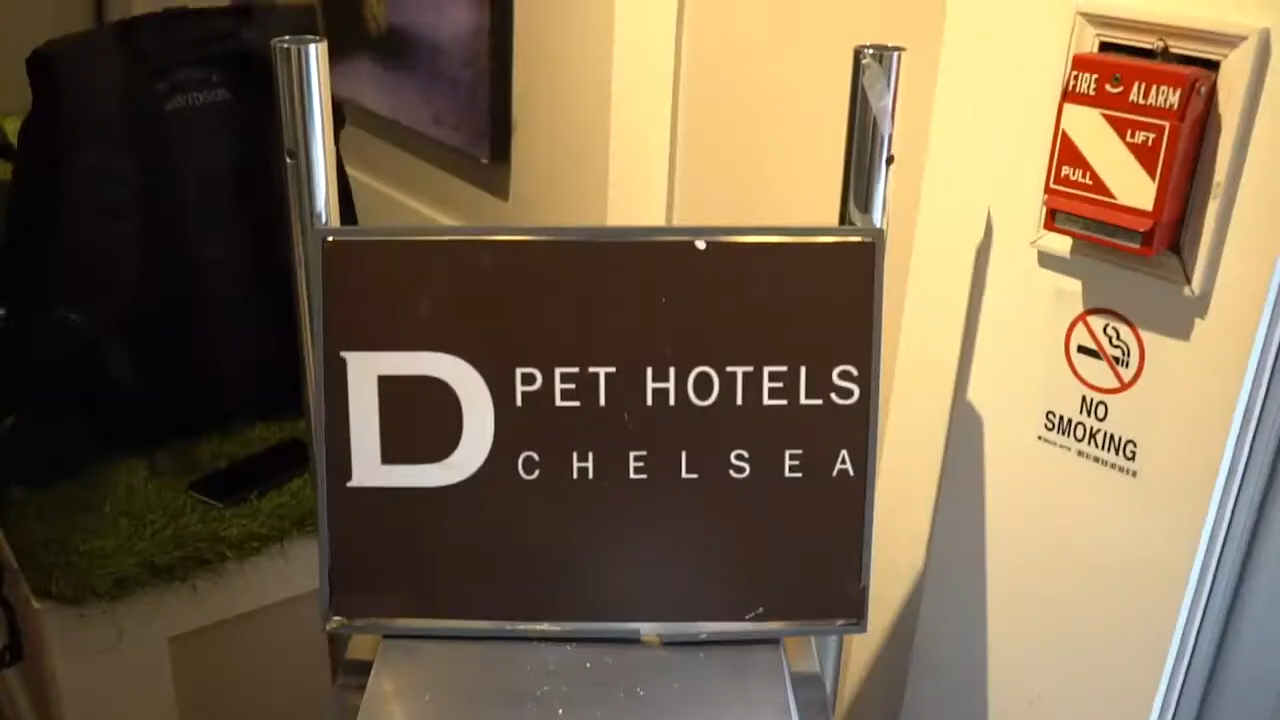 D
PET HOTELS
CHELSEA
FIRE ALARM
LIFT
PULL
NO
SMOKING